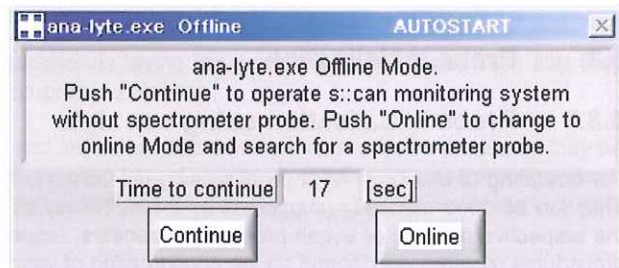 ana-lyte.exe Offline AUTOSTART
ana-lyte.exe Offline Mode.
Push "Continue" to operate s::can monitoring system
without spectrometer probe. Push "Online" to change to
online Mode and search for a spectrometer probe.
Time to continue 17 [sec]
Continue Online